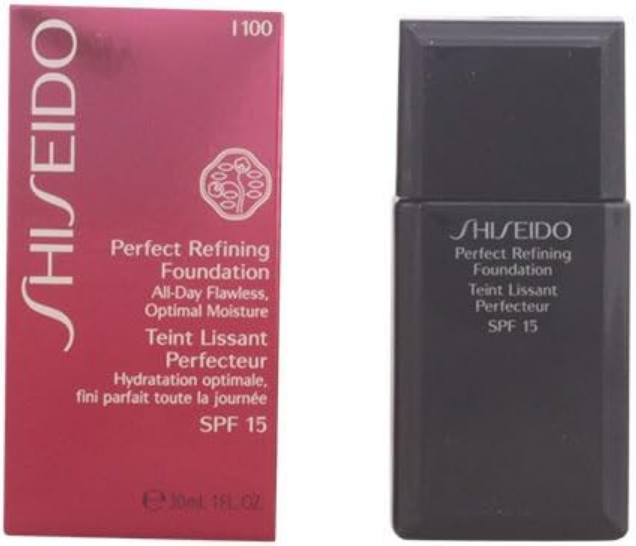 I100
SHISEIDO
Perfect Refining
Foundation
All-Day Flawless,
Optimal Moisture
Teint Lissant
Perfecteur
Hydratation optimale,
fini parfait toute la journée
SPF 15
℮ 30mL 1FL.OZ.
SHISEIDO
Perfect Refining
Foundation
Teint Lissant
Perfecteur
SPF 15